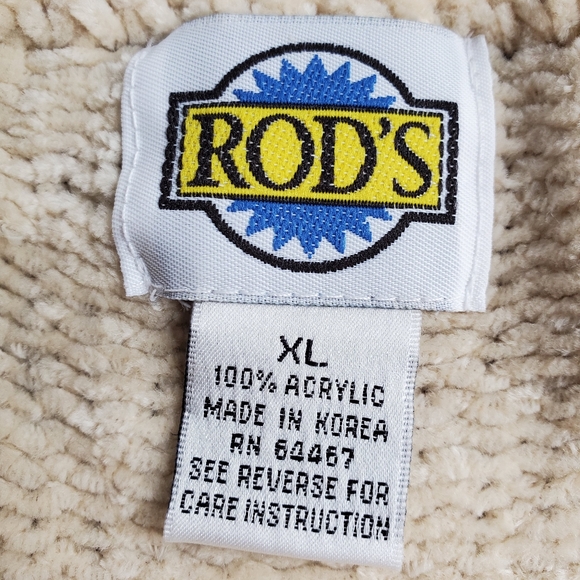 ROD'S
XL
100% ACRYLIC
MADE IN KOREA
RN 64467
SEE REVERSE FOR
CARE INSTRUCTION